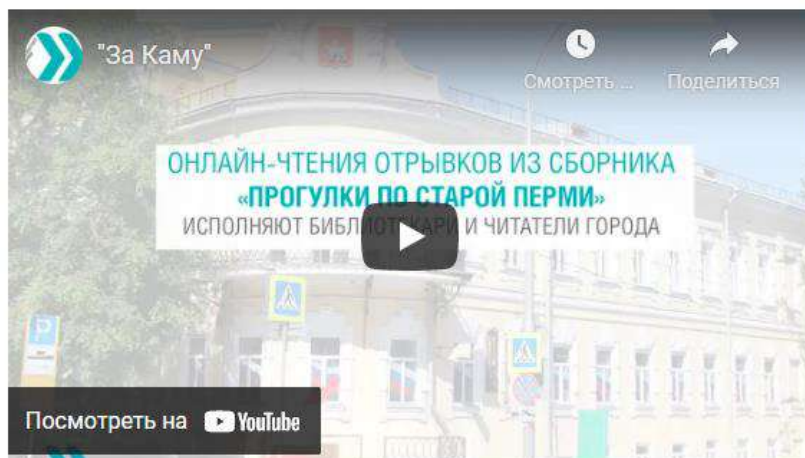 "За Каму"
Смотреть ...
Поделиться
ОНЛАЙН-ЧТЕНИЯ ОТРЫВКОВ ИЗ СБОРНИКА
«ПРОГУЛКИ ПО СТАРОЙ ПЕРМИ»
ИСПОЛНЯЮТ БИБЛИОТЕКАРИ И ЧИТАТЕЛИ ГОРОДА
P
Посмотреть на YouTube